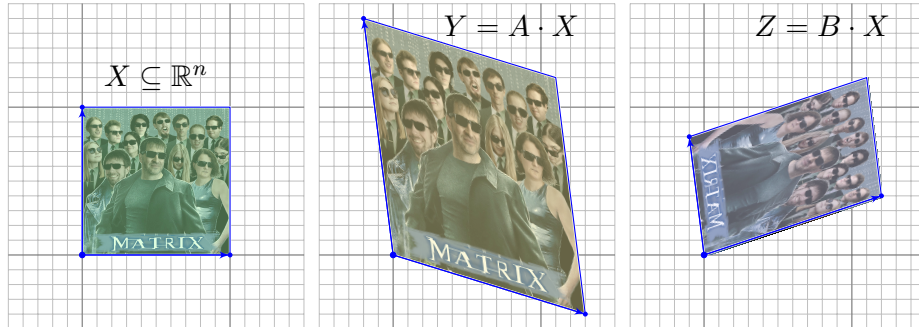 X ⊆ ℝⁿ
MATRIX
Y = A · X
MATRIX
Z = B · X
MATRIX